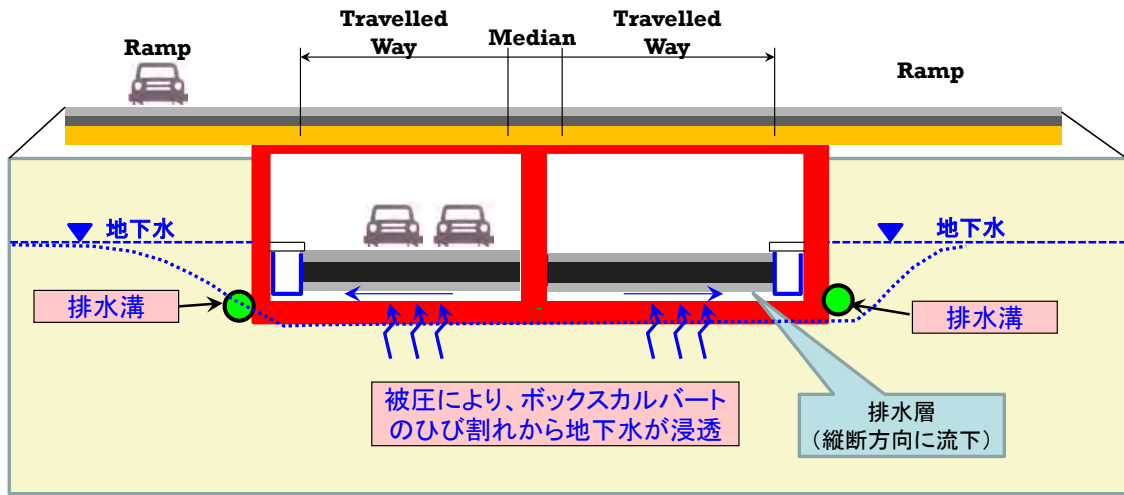 Travelled
Way
Travelled
Way
Median
Ramp
Ramp
地下水
地下水
排水溝
排水溝
被圧により、ボックスカルバート
のひび割れから地下水が浸透
排水層
(縦断方向に流下)